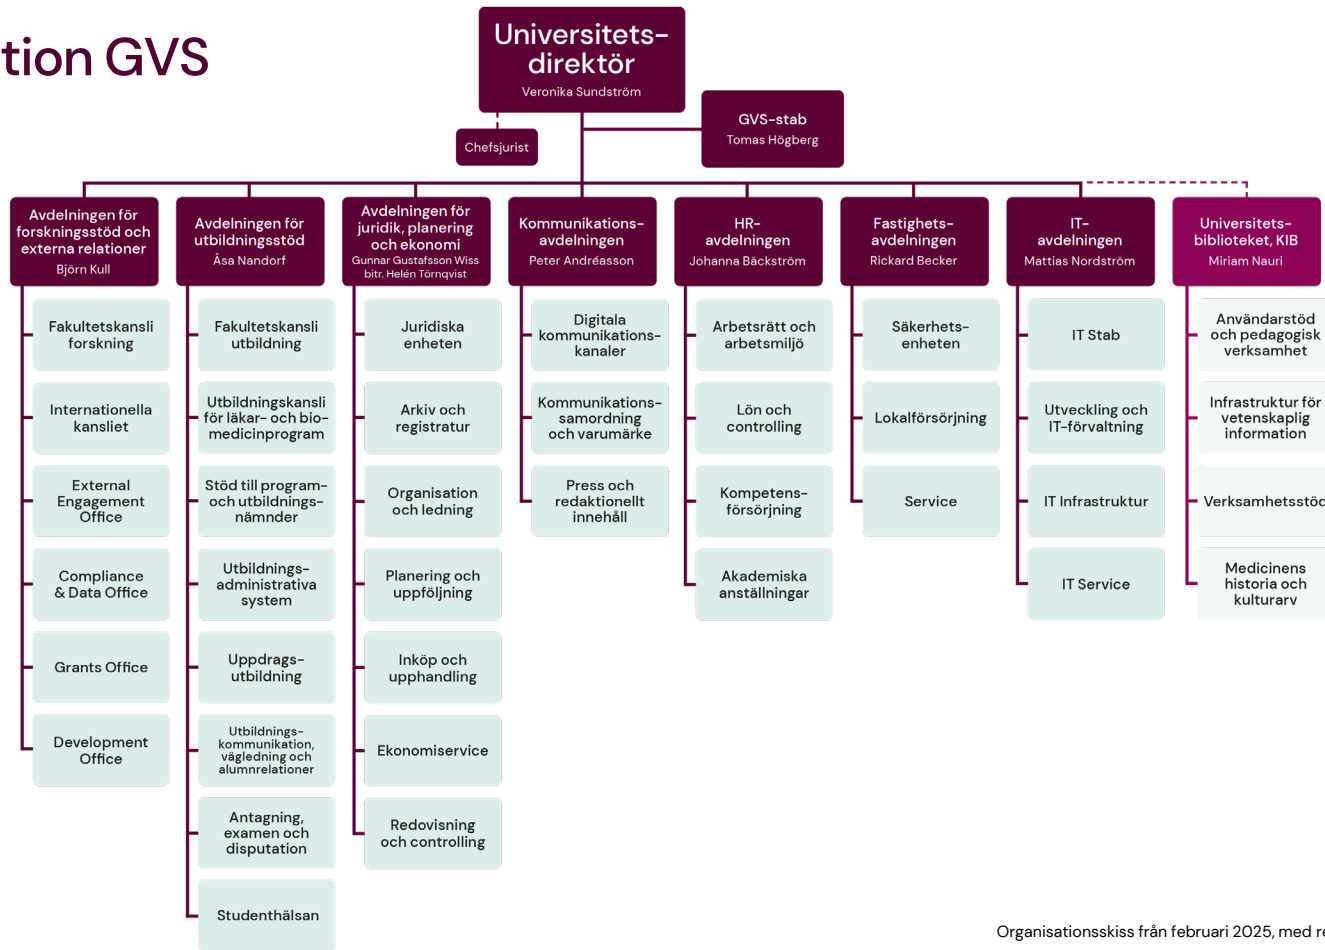 tion GVS
Universitets-
direktör
Veronika Sundström
GVS-stab
Tomas Högberg
Chefsjurist
Avdelningen för
forskningsstöd och
externa relationer
Björn Kull
Fakultetskansli
forskning
Internationella
kansliet
External
Engagement
Office
Compliance
& Data Office
Grants Office
Development
Office
Avdelningen för
utbildningsstöd
Åsa Nandorf
Fakultetskansli
utbildning
Utbildningskansli
för läkar- och bio-
medicinprogram
Stöd till program-
och utbildnings-
nämnder
Utbildnings-
administrativa
system
Uppdrags-
utbildning
Utbildnings-
kommunikation,
vägledning och
alumnrelationer
Antagning,
examen och
disputation
Studenthälsan
Avdelningen för
juridik, planering
och ekonomi
Gunnar Gustafsson Wiss
bitr. Helén Törnqvist
Juridiska
enheten
Arkiv och
registratur
Organisation
och ledning
Planering och
uppföljning
Inköp och
upphandling
Ekonomiservice
Redovisning
och controlling
Kommunikations-
avdelningen
Peter Andréasson
Digitala
kommunikations-
kanaler
Kommunikations-
samordning
och varumärke
Press och
redaktionellt
innehåll
HR-
avdelningen
Johanna Bäckström
Arbetsrätt och
arbetsmiljö
Lön och
controlling
Kompetens-
försörjning
Akademiska
anställningar
Fastighets-
avdelningen
Rickard Becker
Säkerhets-
enheten
Lokalförsörjning
Service
IT-
avdelningen
Mattias Nordström
IT Stab
Utveckling och
IT-förvaltning
IT Infrastruktur
IT Service
Universitets-
biblioteket, KIB
Miriam Nauri
Användarstöd
och pedagogisk
verksamhet
Infrastruktur för
vetenskaplig
information
Verksamhetsstöd
Medicinens
historia och
kulturarv
Organisationsskiss från februari 2025, med re